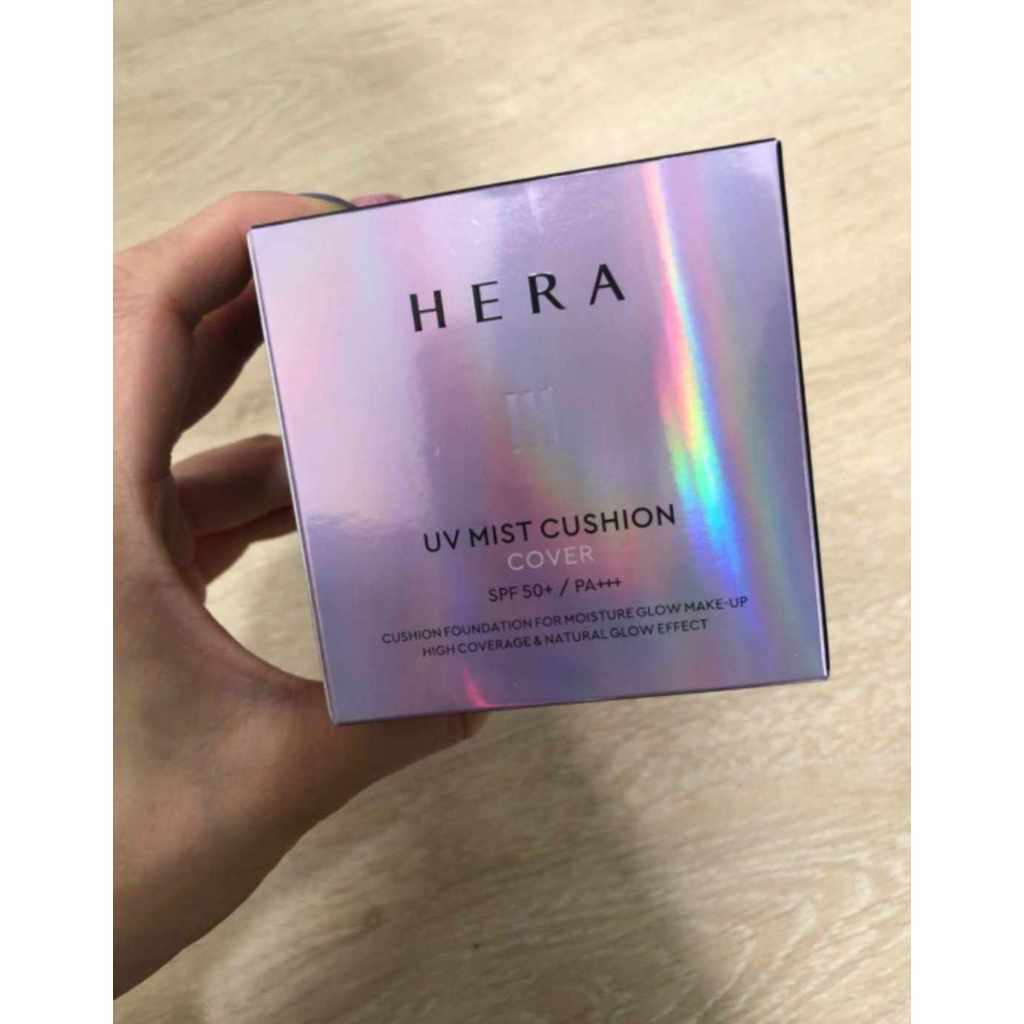 HERA
UV MIST CUSHION
COVER
SPF 50+ / PA+++
CUSHION FOUNDATION FOR MOISTURE GLOW MAKE-UP
HIGH COVERAGE & NATURAL GLOW EFFECT